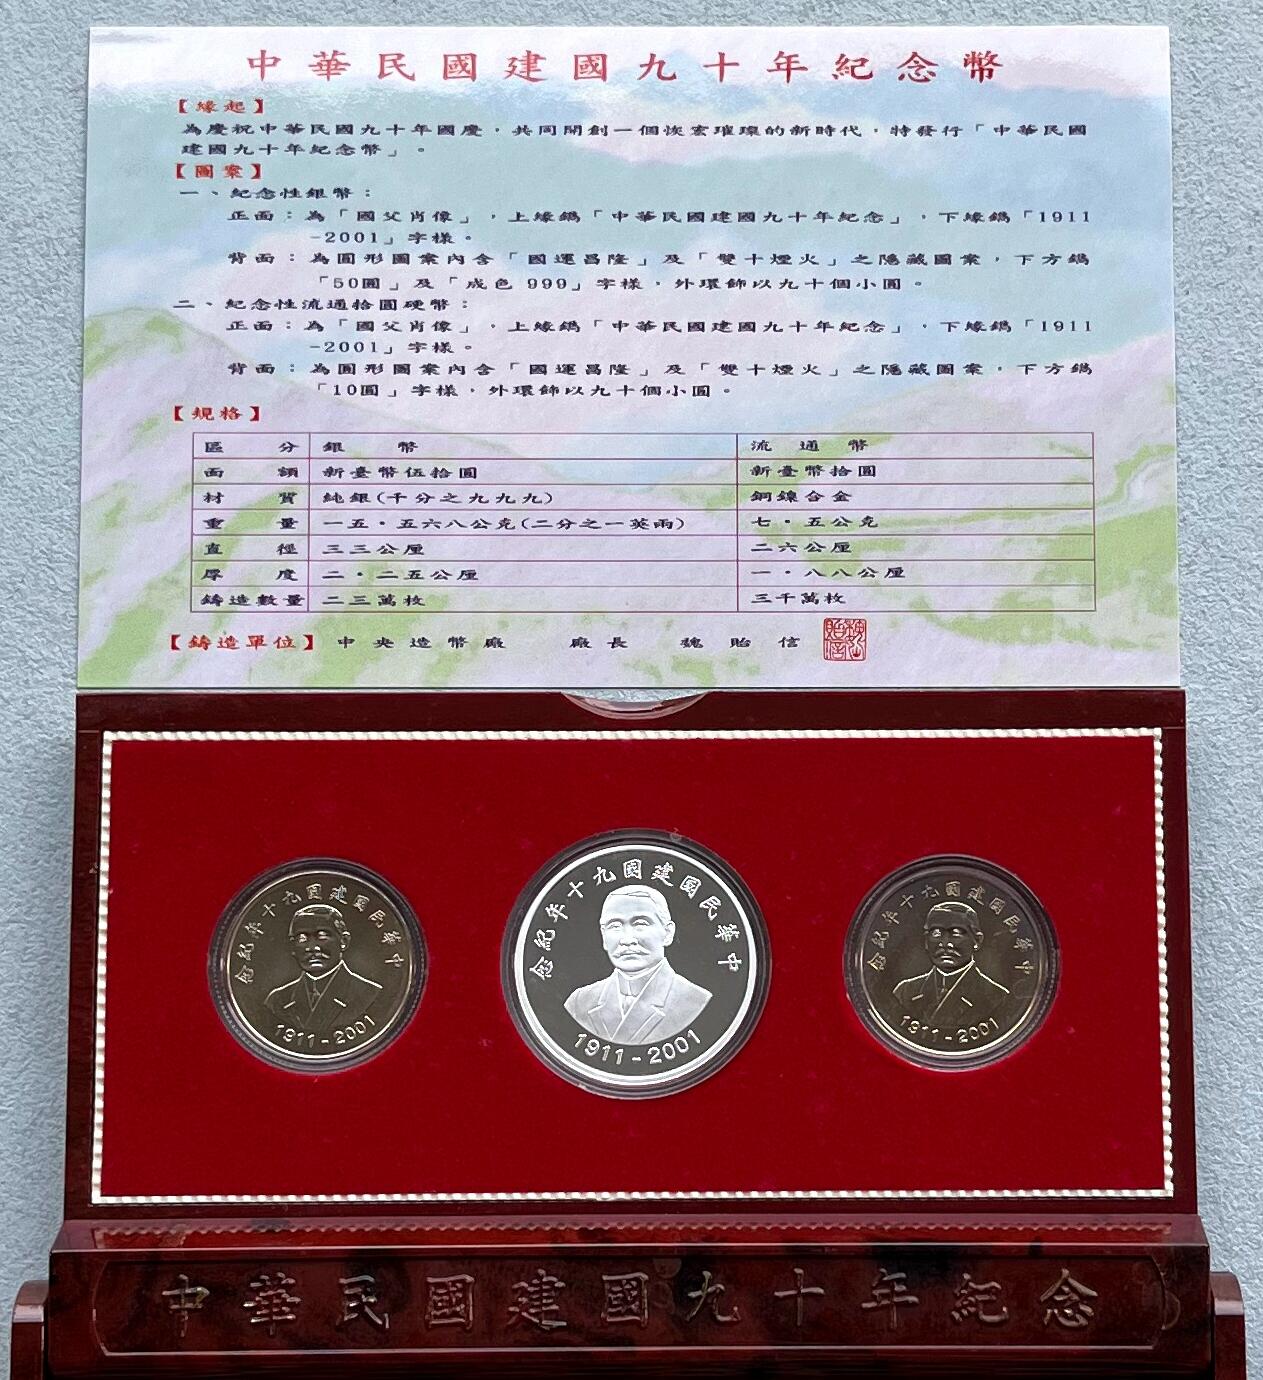 中華民國建國九十年紀念幣
【緣起】
為慶祝中華民國九十年國慶，共同開創一個恢宏璀璨的新時代，特發行「中華民國
建國九十年紀念幣」。
【圖案】
一、紀念性銀幣：
正面：為「國父肖像」，上緣鐫「中華民國建國九十年紀念」，下緣鐫「1911
-2001」字樣。
背面：為圓形圖案內含「國運昌隆」及「雙十煙火」之隱藏圖案，下方鐫
「50圓」及「成色 999」字樣，外環飾以九十個小圓。
二、紀念性流通拾圓硬幣：
正面：為「國父肖像」，上緣鐫「中華民國建國九十年紀念」，下緣鐫「1911
-2001」字樣。
背面：為圓形圖案內含「國運昌隆」及「雙十煙火」之隱藏圖案，下方鐫
「10圓」字樣，外環飾以九十個小圓。
【規格】
區分 銀幣 流通幣
面額 新臺幣伍拾圓 新臺幣拾圓
材質 純銀(千分之九九九) 銅鎳合金
重量 一五．五六八公克(二分之一英兩) 七．五公克
直徑 三三公厘 二六公厘
厚度 二．二五公厘 一．八八公厘
鑄造數量 二三萬枚 三千萬枚
【鑄造單位】中央造幣廠 廠長 魏貽信
中華民國建國九十年紀念
1911-2001
中華民國建國九十年紀念
1911-2001
中華民國建國九十年紀念
1911-2001
中華民國建國九十年紀念